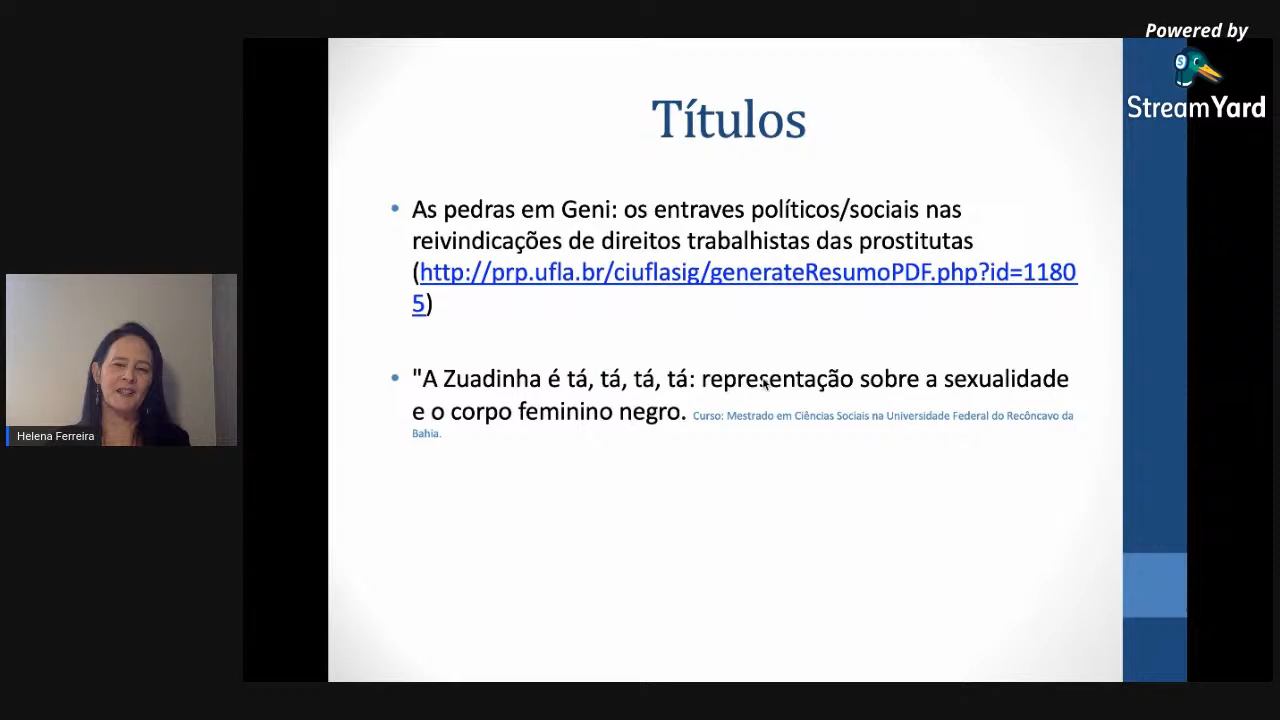 Powered by
StreamYard
Títulos
• As pedras em Geni: os entraves políticos/sociais nas
reivindicações de direitos trabalhistas das prostitutas
(http://prp.ufla.br/ciuflasig/generateResumoPDF.php?id=1180
5)
• "A Zuadinha é tá, tá, tá, tá: representação sobre a sexualidade
e o corpo feminino negro. Curso: Mestrado em Ciências Sociais na Universidade Federal do Recôncavo da
Bahia.
Helena Ferreira